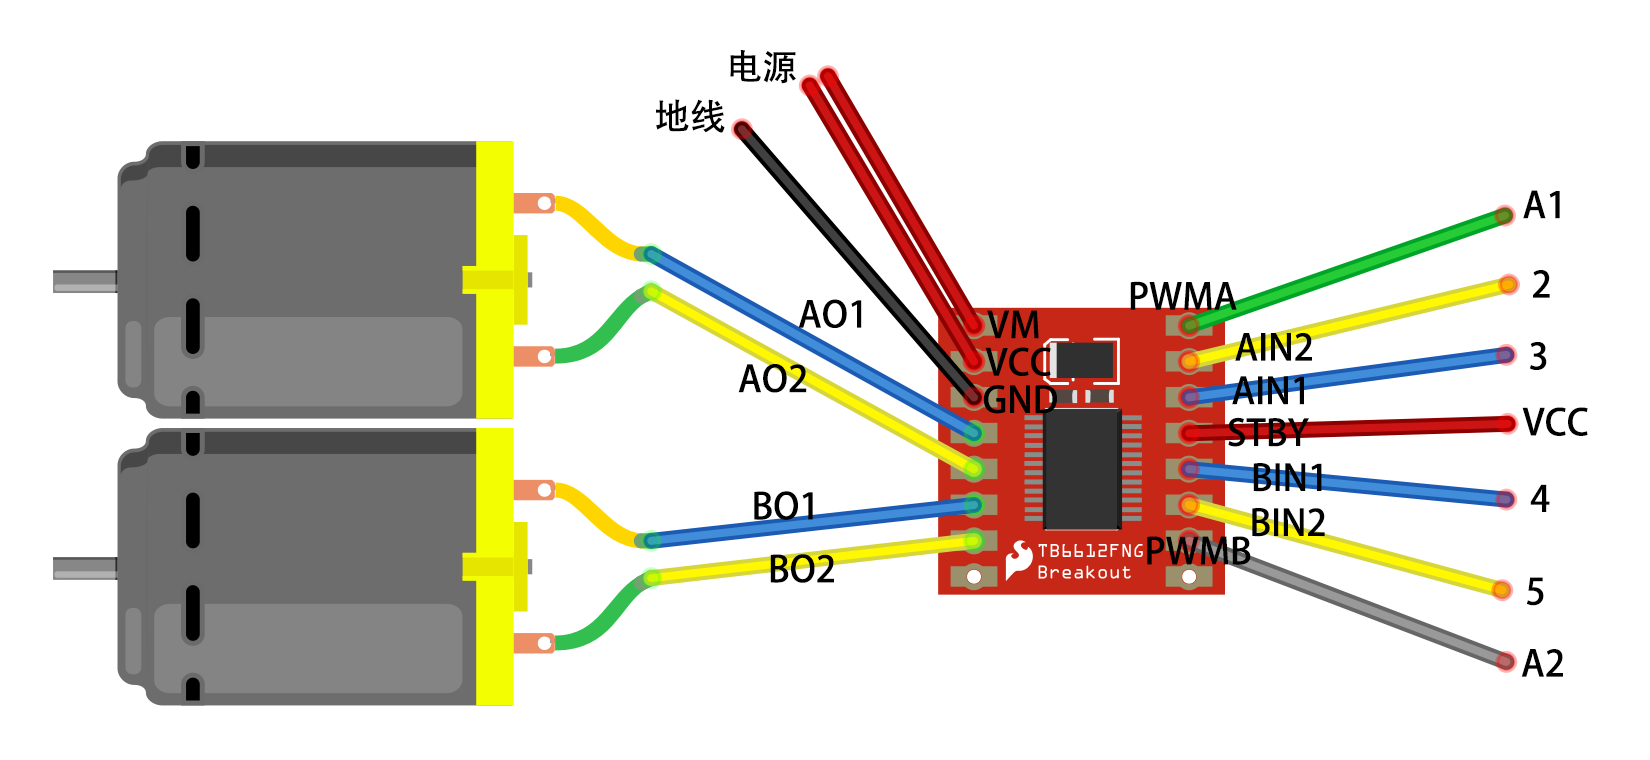 电源
地线
A1
PWMA
2
VM
AO1
AIN2
3
VCC
AO2
AIN1
GND
STBY
VCC
BIN1
4
BO1
BIN2
TB6612FNG
PWMB
Breakout
BO2
5
A2